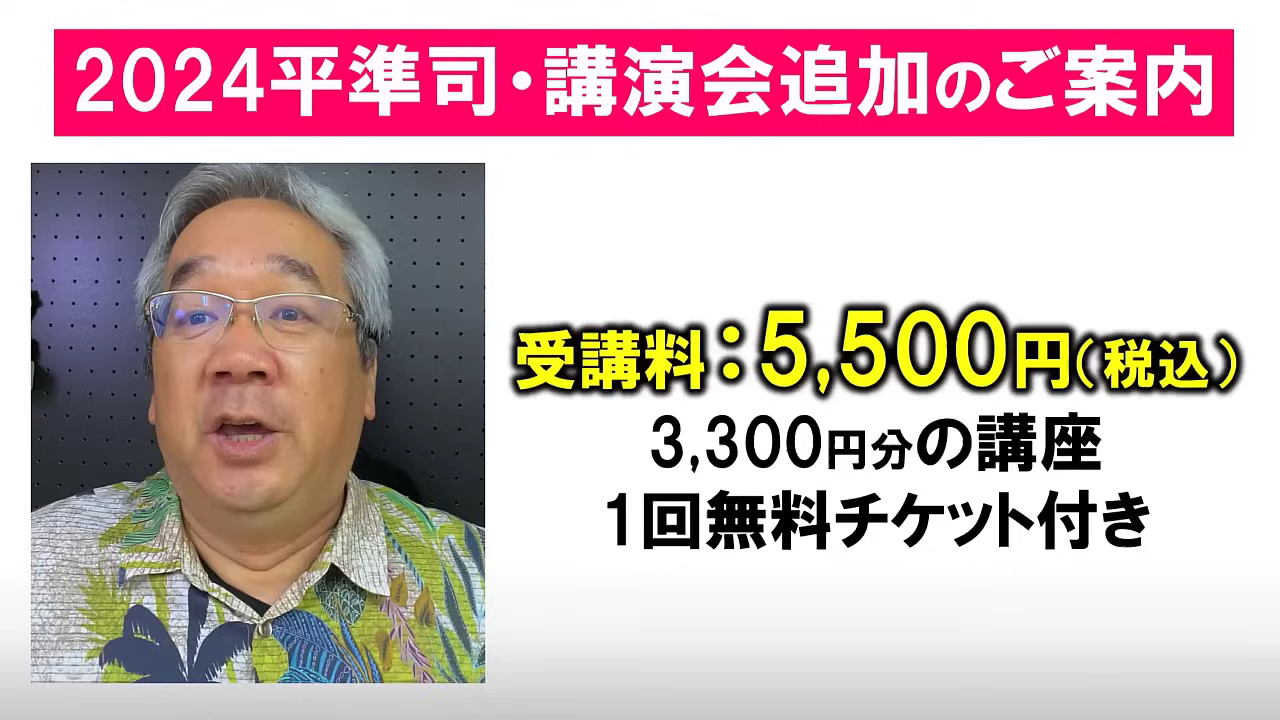 2024平準司・講演会追加のご案内
受講料：5,500円（税込）
3,300円分の講座
1回無料チケット付き